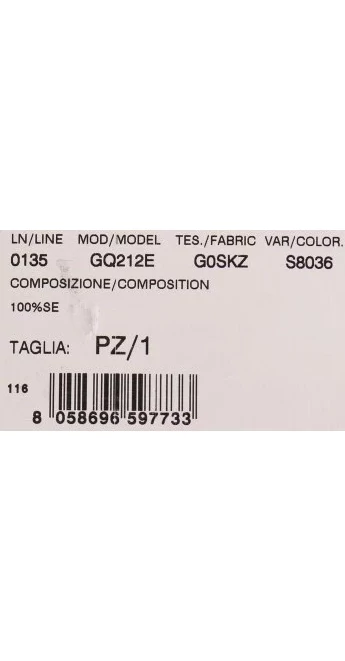 LN/LINE MOD/MODEL TES./FABRIC VAR/COLOR.
0135 GQ212E G0SKZ S8036
COMPOSIZIONE/COMPOSITION
100%SE
TAGLIA: PZ/1
116
8 058696 597733